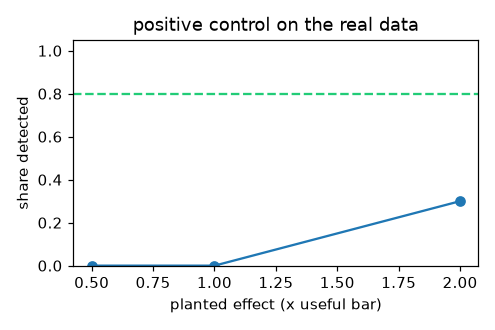 positive control on the real data
1.0
0.8
0.6
0.4
0.2
0.0
share detected
0.50 0.75 1.00 1.25 1.50 1.75 2.00
planted effect (x useful bar)